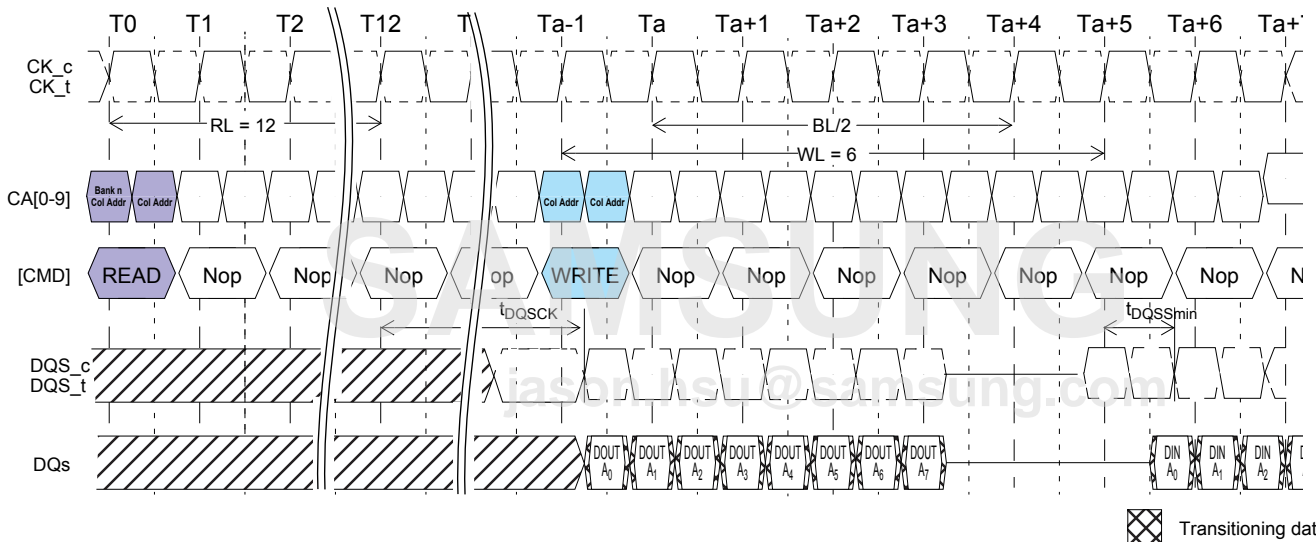 T0 T1 T2 T12 T Ta-1 Ta Ta+1 Ta+2 Ta+3 Ta+4 Ta+5 Ta+6 Ta+7
CK_c
CK_t
RL = 12
BL/2
WL = 6
CA[0-9]
Bank n
Col Addr
Col Addr
Col Addr
Col Addr
[CMD] READ Nop Nop Nop op WRITE Nop Nop Nop Nop Nop Nop Nop N
SAMSUNG
tDQSCK
tDQSSmin
DQS_c
DQS_t
jason.hsu@samsung.com
DQs
DOUT A0 DOUT A1 DOUT A2 DOUT A3 DOUT A4 DOUT A5 DOUT A6 DOUT A7 DIN A0 DIN A1 DIN A2
Transitioning dat